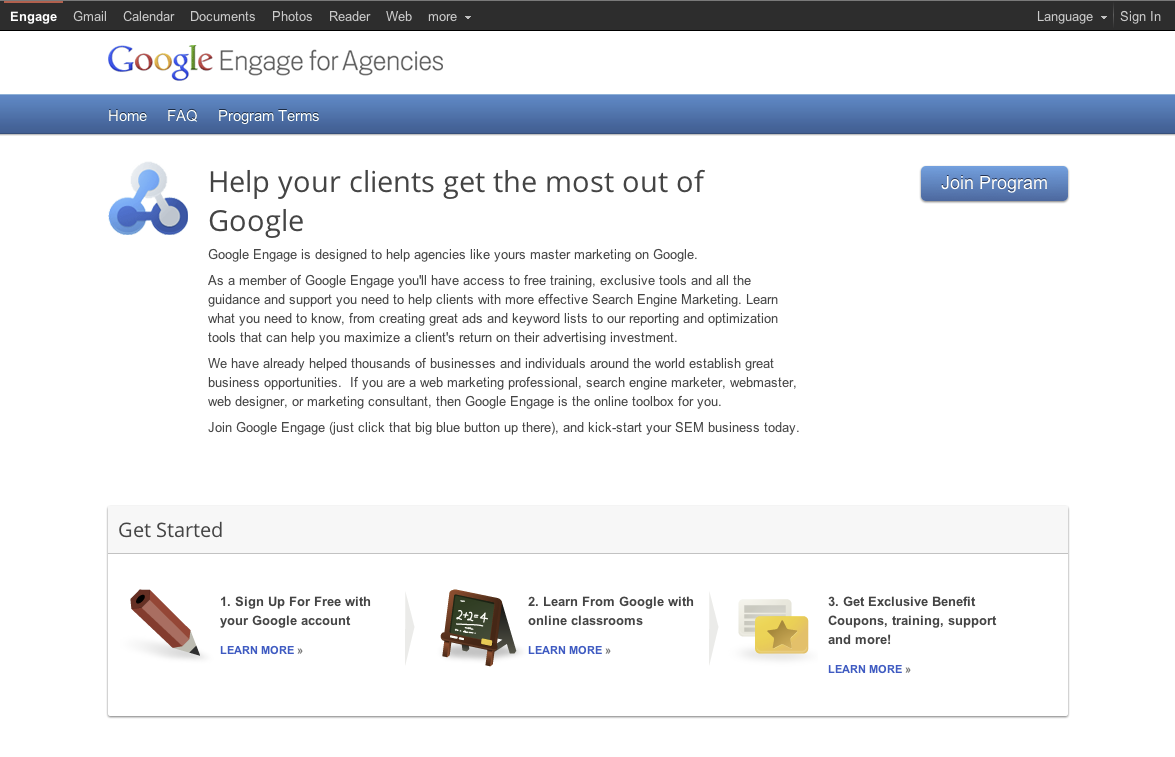 Engage Gmail Calendar Documents Photos Reader Web more Language Sign In
Google Engage for Agencies
Home FAQ Program Terms
Help your clients get the most out of
Google
Join Program
Google Engage is designed to help agencies like yours master marketing on Google.
As a member of Google Engage you'll have access to free training, exclusive tools and all the
guidance and support you need to help clients with more effective Search Engine Marketing. Learn
what you need to know, from creating great ads and keyword lists to our reporting and optimization
tools that can help you maximize a client's return on their advertising investment.
We have already helped thousands of businesses and individuals around the world establish great
business opportunities.  If you are a web marketing professional, search engine marketer, webmaster,
web designer, or marketing consultant, then Google Engage is the online toolbox for you.
Join Google Engage (just click that big blue button up there), and kick-start your SEM business today.
Get Started
1. Sign Up For Free with
your Google account
LEARN MORE »
2+2=4
2. Learn From Google with
online classrooms
LEARN MORE »
3. Get Exclusive Benefit
Coupons, training, support
and more!
LEARN MORE »